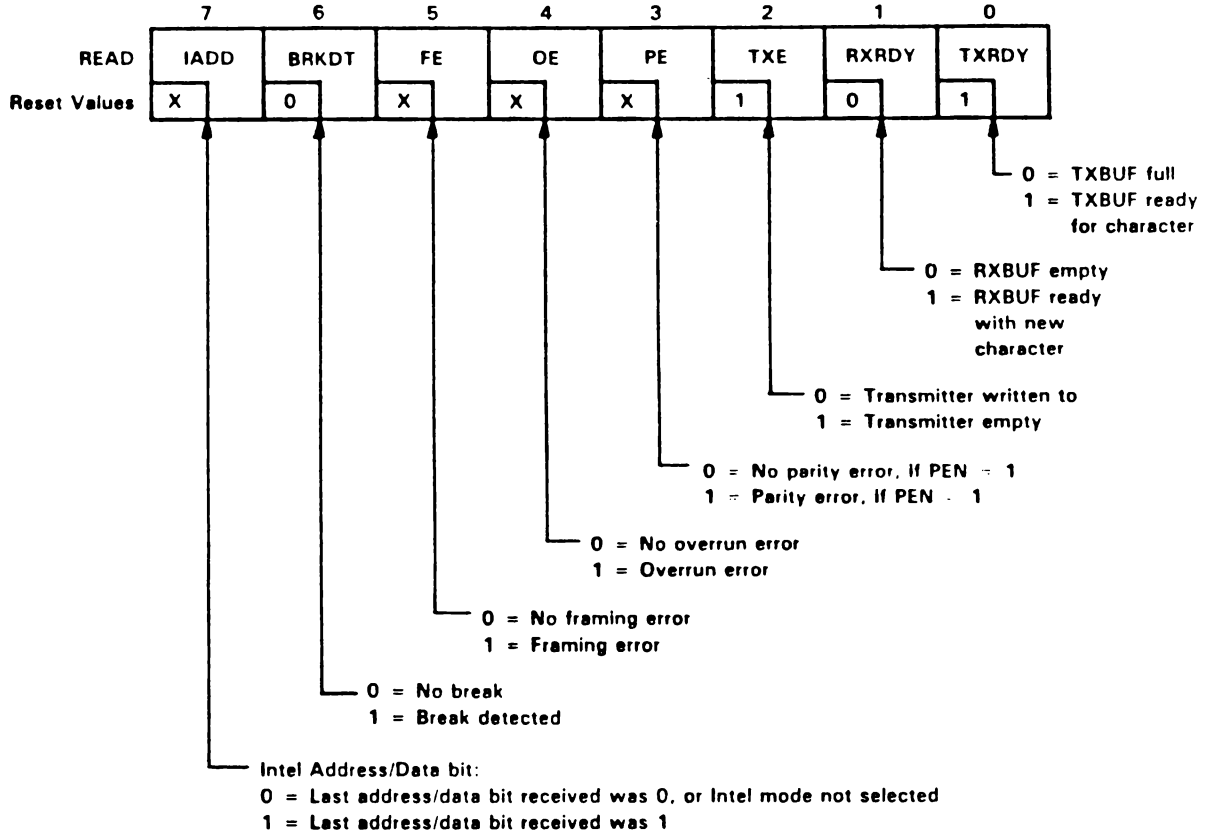 7 6 5 4 3 2 1 0
READ IADD BRKDT FE OE PE TXE RXRDY TXRDY
Reset Values X 0 X X X 1 0 1
0 = TXBUF full
1 = TXBUF ready
for character
0 = RXBUF empty
1 = RXBUF ready
with new
character
0 = Transmitter written to
1 = Transmitter empty
0 = No parity error, If PEN = 1
1 = Parity error, If PEN = 1
0 = No overrun error
1 = Overrun error
0 = No framing error
1 = Framing error
0 = No break
1 = Break detected
Intel Address/Data bit:
0 = Last address/data bit received was 0, or Intel mode not selected
1 = Last address/data bit received was 1